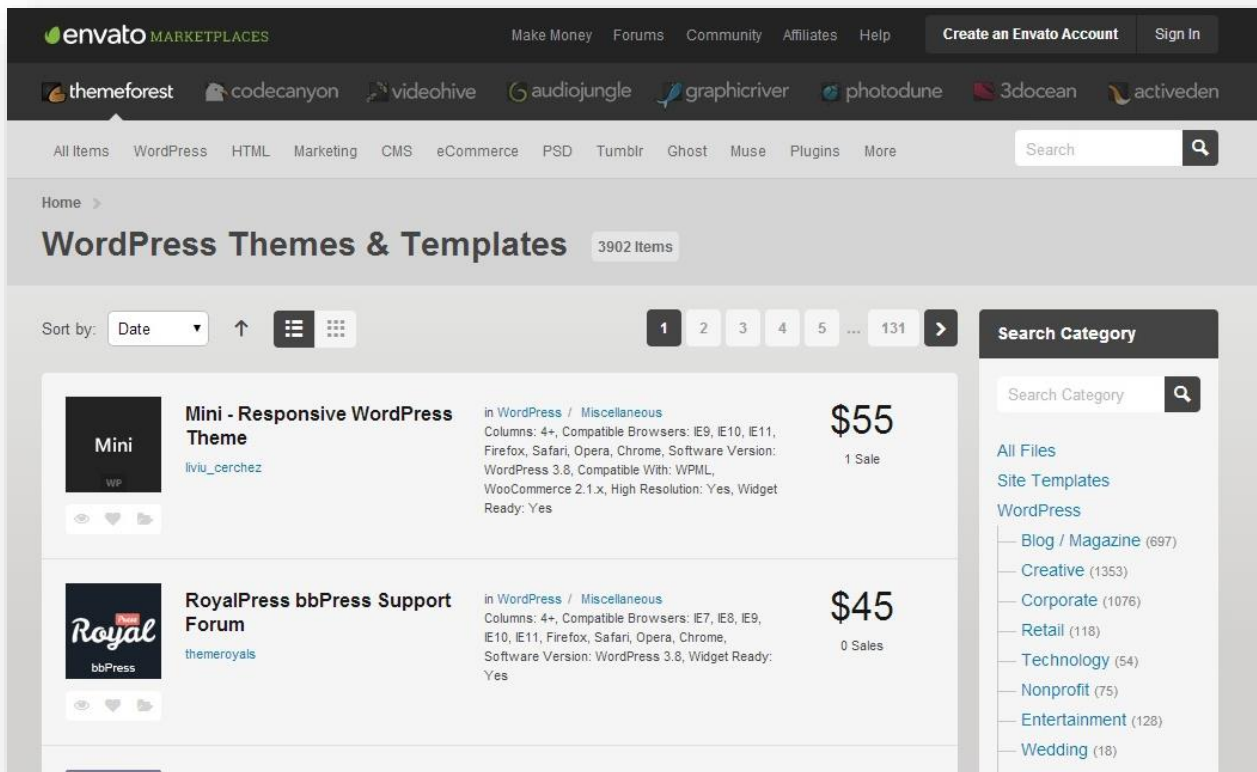 envato MARKETPLACES Make Money Forums Community Affiliates Help Create an Envato Account Sign In
themeforest codecanyon videohive audiojungle graphicriver photodune 3docean activeden
All Items WordPress HTML Marketing CMS eCommerce PSD Tumblr Ghost Muse Plugins More Search
Home >
WordPress Themes & Templates 3902 Items
Sort by: Date 1 2 3 4 5 ... 131
Mini
WP
Mini - Responsive WordPress
Theme
liviu_cerchez
in WordPress / Miscellaneous
Columns: 4+, Compatible Browsers: IE9, IE10, IE11,
Firefox, Safari, Opera, Chrome, Software Version:
WordPress 3.8, Compatible With: WPML,
WooCommerce 2.1.x, High Resolution: Yes, Widget
Ready: Yes
$55
1 Sale
Royal
bbPress
RoyalPress bbPress Support
Forum
themeroyals
in WordPress / Miscellaneous
Columns: 4+, Compatible Browsers: IE7, IE8, IE9,
IE10, IE11, Firefox, Safari, Opera, Chrome,
Software Version: WordPress 3.8, Widget Ready:
Yes
$45
0 Sales
Search Category
Search Category
All Files
Site Templates
WordPress
Blog / Magazine (697)
Creative (1353)
Corporate (1076)
Retail (118)
Technology (54)
Nonprofit (75)
Entertainment (128)
Wedding (18)